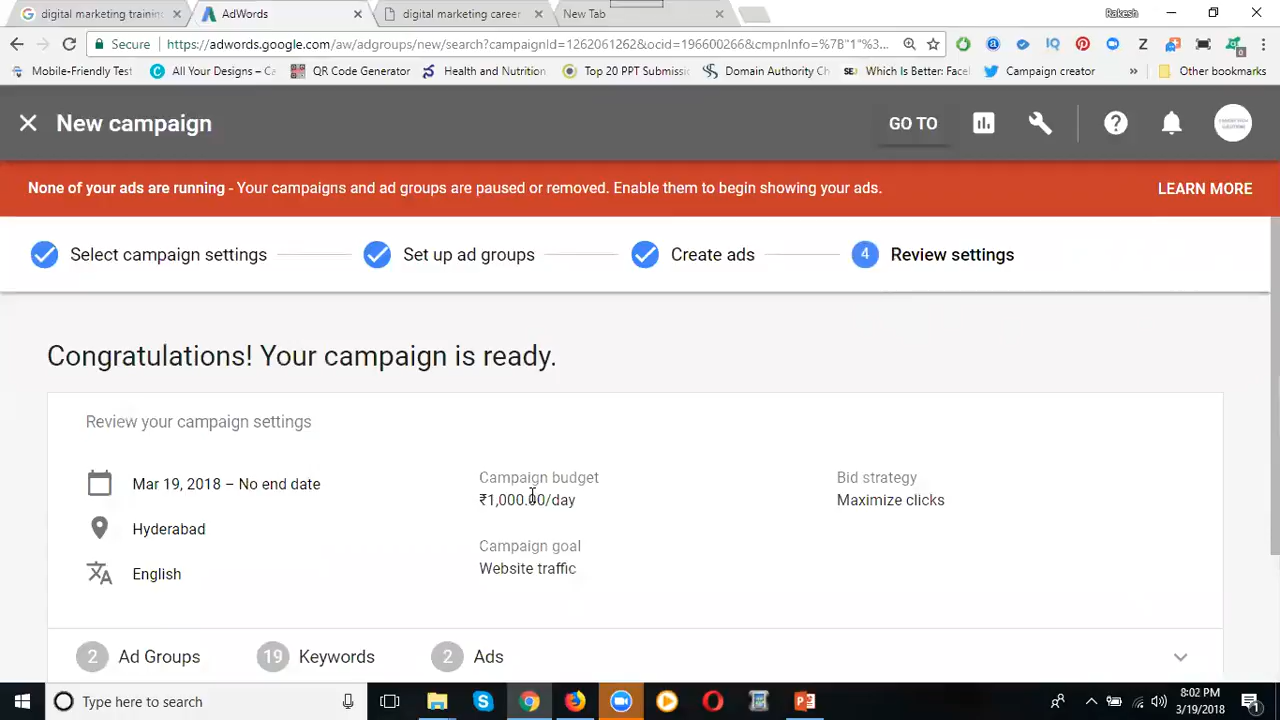 digital marketing training
AdWords
digital marketing career
New Tab
Rakesh
Secure
https://adwords.google.com/aw/adgroups/new/search?campaignId=1262061262&ocid=196600266&cmpnInfo=%7B"1"%3...
Mobile-Friendly Test
All Your Designs – Ca
QR Code Generator
Health and Nutrition
Top 20 PPT Submissi
Domain Authority Ch
Which Is Better: Face
Campaign creator
»
Other bookmarks
New campaign
GO TO
None of your ads are running - Your campaigns and ad groups are paused or removed. Enable them to begin showing your ads.
LEARN MORE
Select campaign settings
Set up ad groups
Create ads
4 Review settings
Congratulations! Your campaign is ready.
Review your campaign settings
Mar 19, 2018 – No end date
Hyderabad
English
Campaign budget
₹1,000.00/day
Campaign goal
Website traffic
Bid strategy
Maximize clicks
2 Ad Groups
19 Keywords
2 Ads
Type here to search
8:02 PM
3/19/2018